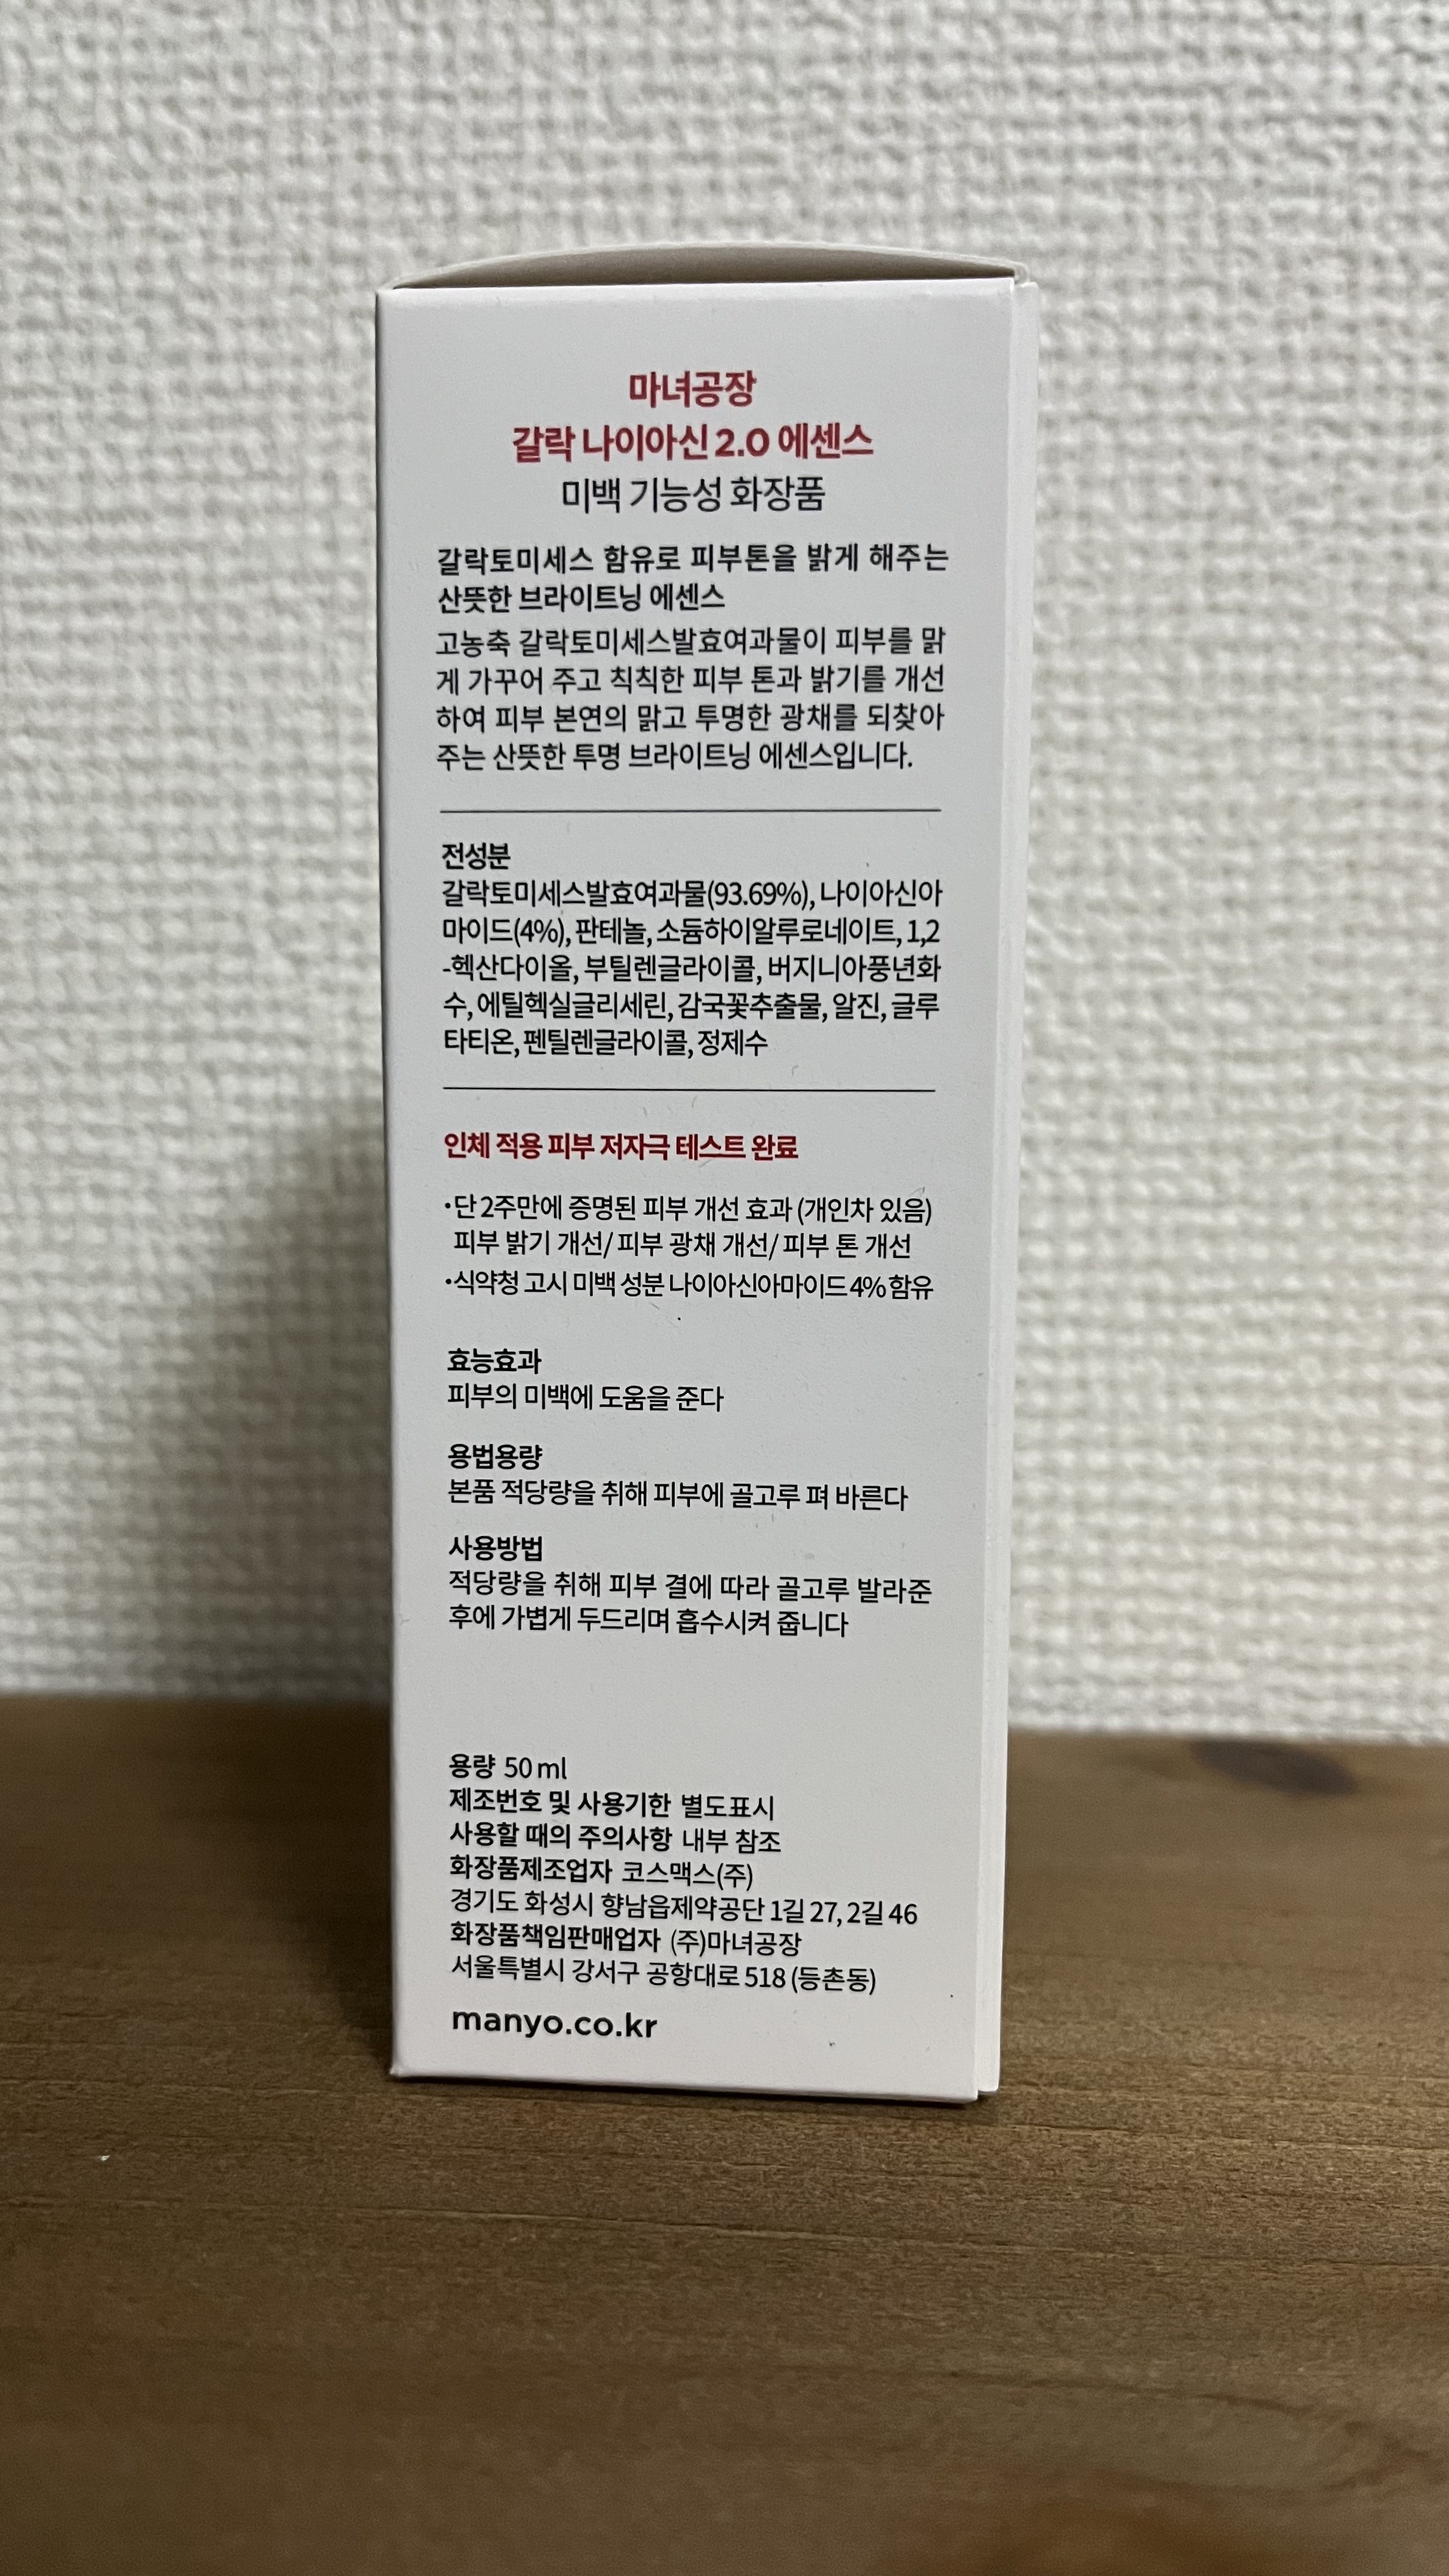 마녀공장
갈락 나이아신 2.0 에센스
미백 기능성 화장품
갈락토미세스 함유로 피부톤을 밝게 해주는
산뜻한 브라이트닝 에센스
고농축 갈락토미세스발효여과물이 피부를 맑
게 가꾸어 주고 칙칙한 피부 톤과 밝기를 개선
하여 피부 본연의 맑고 투명한 광채를 되찾아
주는 산뜻한 투명 브라이트닝 에센스입니다.
전성분
갈락토미세스발효여과물(93.69%), 나이아신아
마이드(4%), 판테놀, 소듐하이알루로네이트, 1,2
-헥산다이올, 부틸렌글라이콜, 버지니아풍년화
수, 에틸헥실글리세린, 감국꽃추출물, 알진, 글루
타티온, 펜틸렌글라이콜, 정제수
인체 적용 피부 저자극 테스트 완료
•단 2주만에 증명된 피부 개선 효과 (개인차 있음)
피부 밝기 개선/ 피부 광채 개선/ 피부 톤 개선
•식약청 고시 미백 성분 나이아신아마이드 4% 함유
효능효과
피부의 미백에 도움을 준다
용법용량
본품 적당량을 취해 피부에 골고루 펴 바른다
사용방법
적당량을 취해 피부 결에 따라 골고루 발라준
후에 가볍게 두드리며 흡수시켜 줍니다
용량 50 ml
제조번호 및 사용기한 별도표시
사용할 때의 주의사항 내부 참조
화장품제조업자 코스맥스(주)
경기도 화성시 향남읍제약공단 1길 27, 2길 46
화장품책임판매업자 (주)마녀공장
서울특별시 강서구 공항대로 518 (등촌동)
manyo.co.kr